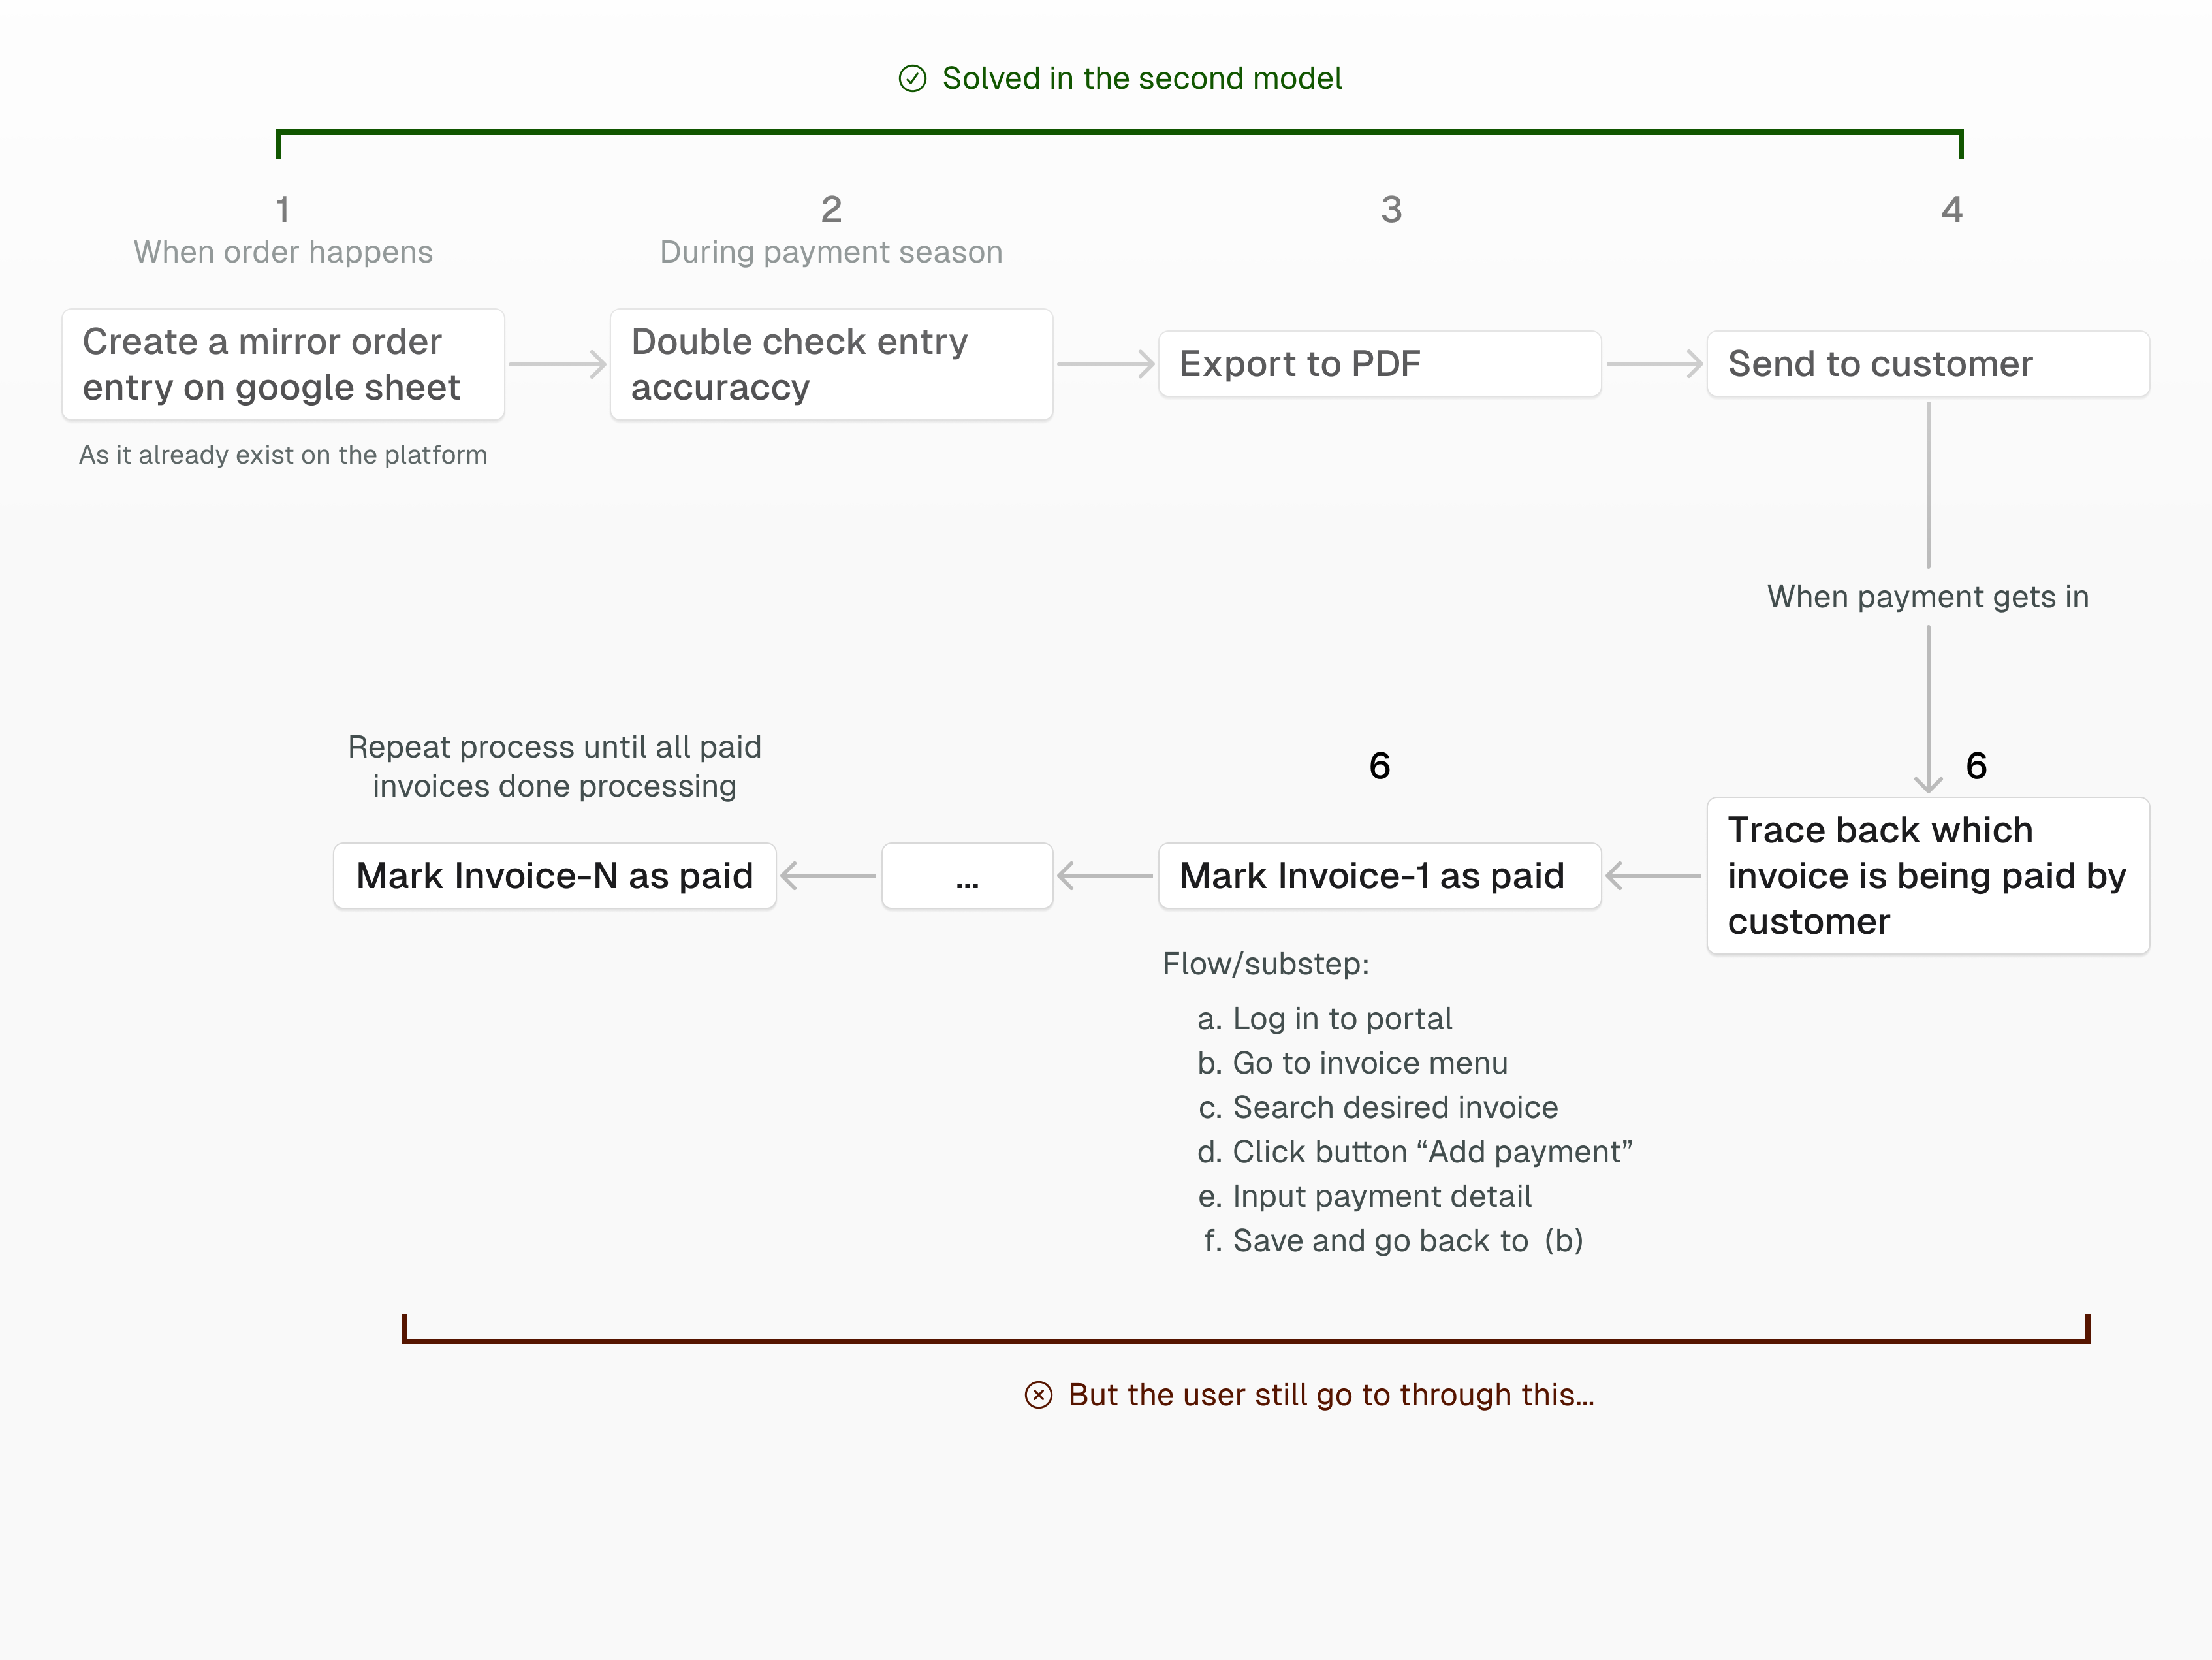 Solved in the second model
1
When order happens
2
During payment season
3
4
Create a mirror order
entry on google sheet
As it already exist on the platform
Double check entry
accuraccy
Export to PDF
Send to customer
When payment gets in
6
Trace back which
invoice is being paid by
customer
6
Mark Invoice-1 as paid
Flow/substep:
a. Log in to portal
b. Go to invoice menu
c. Search desired invoice
d. Click button “Add payment”
e. Input payment detail
f. Save and go back to (b)
...
Repeat process until all paid
invoices done processing
Mark Invoice-N as paid
But the user still go to through this...